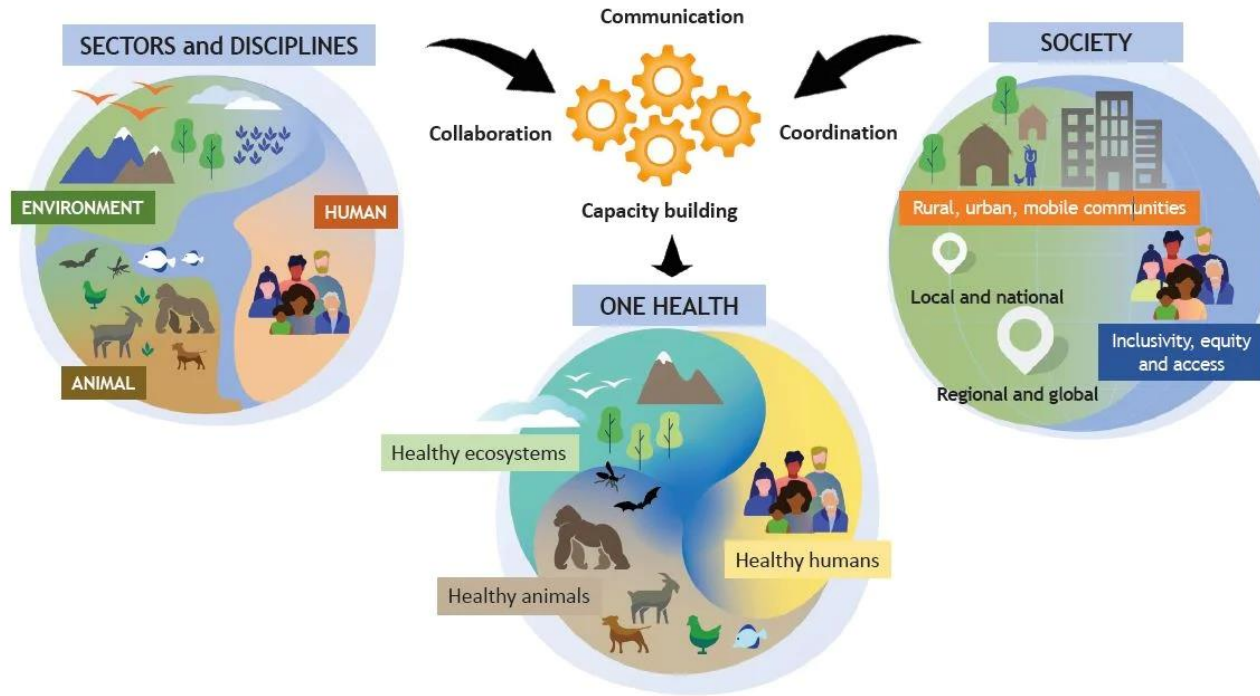 Communication
SECTORS and DISCIPLINES
SOCIETY
Collaboration
Coordination
ENVIRONMENT
HUMAN
Rural, urban, mobile communities
Capacity building
Local and national
ONE HEALTH
Inclusivity, equity
and access
ANIMAL
Regional and global
Healthy ecosystems
Healthy humans
Healthy animals